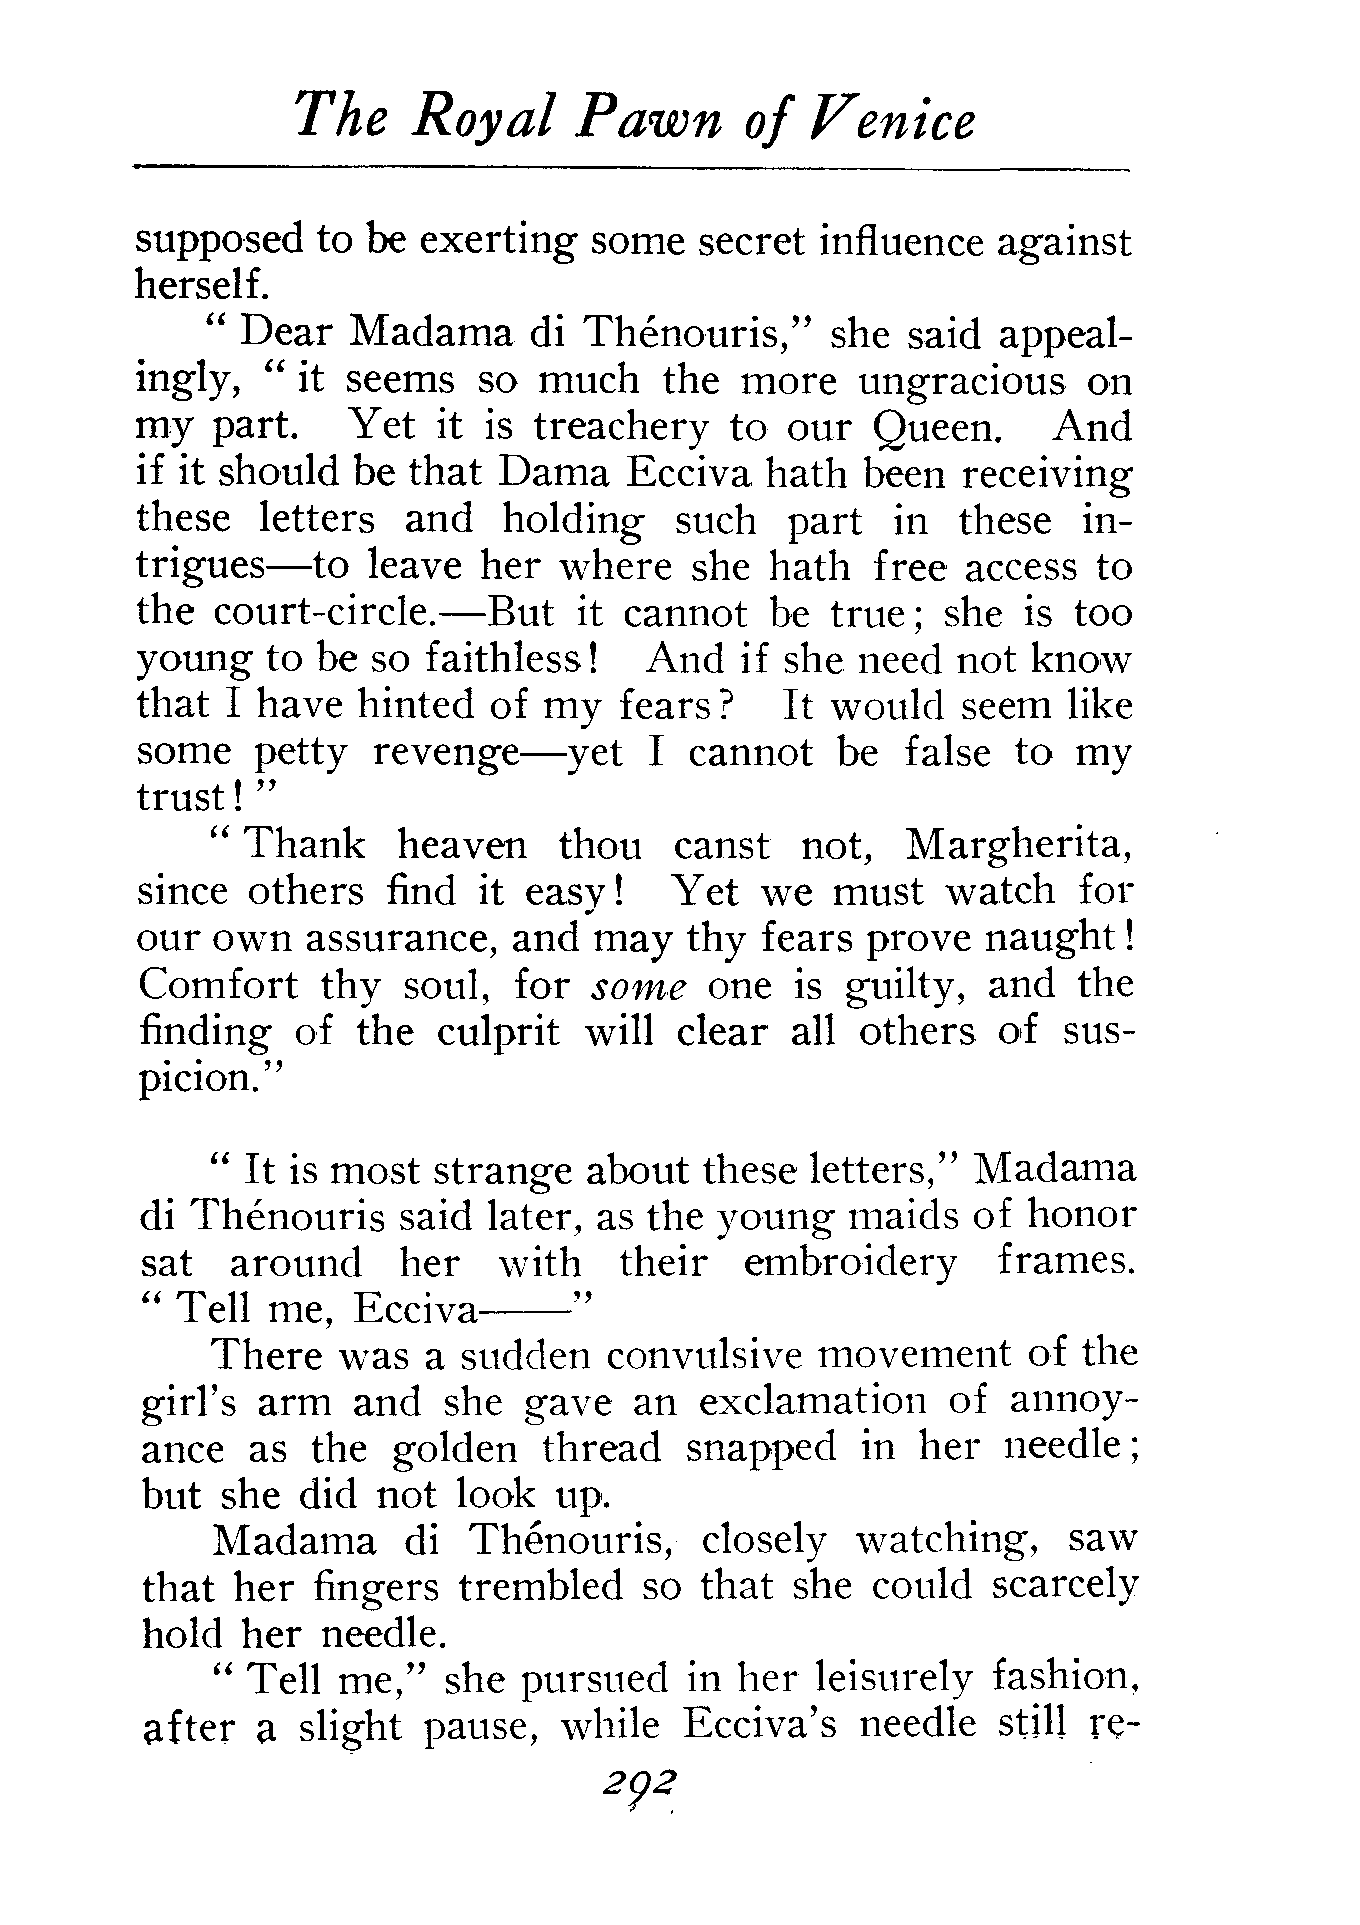 The Royal Pawn of Venice
supposed to be exerting some secret influence against
herself.
“ Dear Madama di Thénouris,” she said appeal-
ingly, “ it seems so much the more ungracious on
my part. Yet it is treachery to our Queen. And
if it should be that Dama Ecciva hath been receiving
these letters and holding such part in these in-
trigues—to leave her where she hath free access to
the court-circle.—But it cannot be true; she is too
young to be so faithless! And if she need not know
that I have hinted of my fears? It would seem like
some petty revenge—yet I cannot be false to my
trust! ”
“ Thank heaven thou canst not, Margherita,
since others find it easy! Yet we must watch for
our own assurance, and may thy fears prove naught!
Comfort thy soul, for some one is guilty, and the
finding of the culprit will clear all others of sus-
picion.”
“ It is most strange about these letters,” Madama
di Thénouris said later, as the young maids of honor
sat around her with their embroidery frames.
“ Tell me, Ecciva——”
There was a sudden convulsive movement of the
girl’s arm and she gave an exclamation of annoy-
ance as the golden thread snapped in her needle;
but she did not look up.
Madama di Thénouris, closely watching, saw
that her fingers trembled so that she could scarcely
hold her needle.
“ Tell me,” she pursued in her leisurely fashion,
after a slight pause, while Ecciva’s needle still re-
292